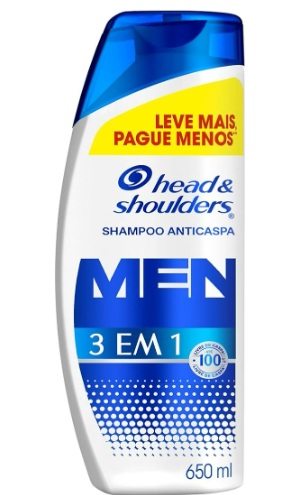 LEVE MAIS,
PAGUE MENOS*
head &
shoulders®
SHAMPOO ANTICASPA
MEN
3 EM 1
100
650 ml